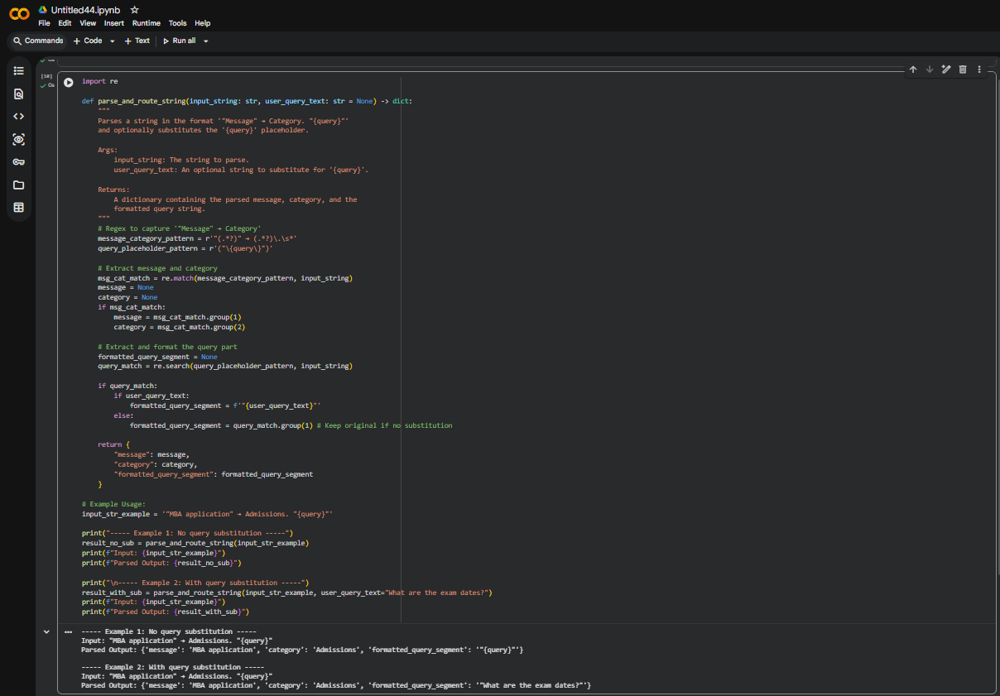 CO Untitled44.ipynb
File Edit View Insert Runtime Tools Help
Commands + Code + Text Run all
0s
[10]
0s
import re
def parse_and_route_string(input_string: str, user_query_text: str = None) -> dict:
"""
Parses a string in the format '"Message" → Category. "{query}"'
and optionally substitutes the '{query}' placeholder.
Args:
input_string: The string to parse.
user_query_text: An optional string to substitute for '{query}'.
Returns:
A dictionary containing the parsed message, category, and the
formatted query string.
"""
# Regex to capture '"Message" → Category'
message_category_pattern = r'"(.*?)" → (.*?)\.\s*'
query_placeholder_pattern = r'("\{query\}")'
# Extract message and category
msg_cat_match = re.match(message_category_pattern, input_string)
message = None
category = None
if msg_cat_match:
message = msg_cat_match.group(1)
category = msg_cat_match.group(2)
# Extract and format the query part
formatted_query_segment = None
query_match = re.search(query_placeholder_pattern, input_string)
if query_match:
if user_query_text:
formatted_query_segment = f'"{user_query_text}"'
else:
formatted_query_segment = query_match.group(1) # Keep original if no substitution
return {
"message": message,
"category": category,
"formatted_query_segment": formatted_query_segment
}
# Example Usage:
input_str_example = '"MBA application" → Admissions. "{query}"'
print("----- Example 1: No query substitution -----")
result_no_sub = parse_and_route_string(input_str_example)
print(f"Input: {input_str_example}")
print(f"Parsed Output: {result_no_sub}")
print("\n----- Example 2: With query substitution -----")
result_with_sub = parse_and_route_string(input_str_example, user_query_text="What are the exam dates?")
print(f"Input: {input_str_example}")
print(f"Parsed Output: {result_with_sub}")
----- Example 1: No query substitution -----
Input: "MBA application" → Admissions. "{query}"
Parsed Output: {'message': 'MBA application', 'category': 'Admissions', 'formatted_query_segment': '"{query}"'}
----- Example 2: With query substitution -----
Input: "MBA application" → Admissions. "{query}"
Parsed Output: {'message': 'MBA application', 'category': 'Admissions', 'formatted_query_segment': '"What are the exam dates?"'}